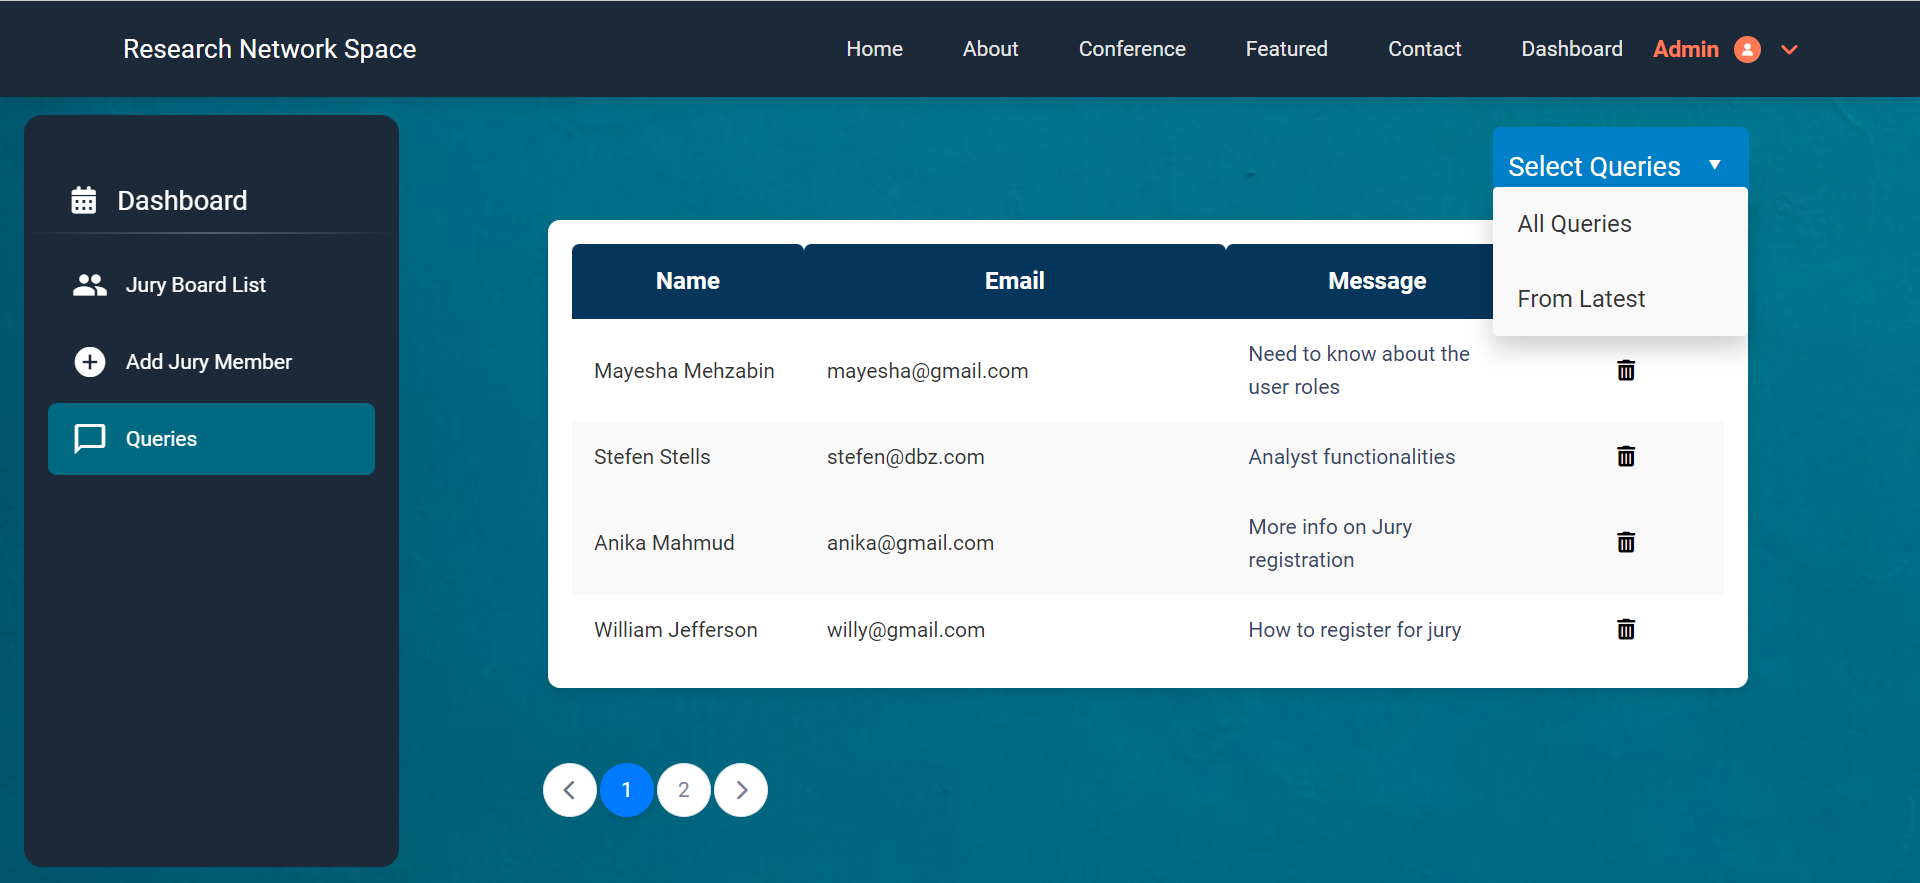 Research Network Space
Home
About
Conference
Featured
Contact
Dashboard
Admin
Dashboard
Jury Board List
Add Jury Member
Queries
Select Queries
All Queries
From Latest
Name
Email
Message
Mayesha Mehzabin
mayesha@gmail.com
Need to know about the
user roles
Stefen Stells
stefen@dbz.com
Analyst functionalities
Anika Mahmud
anika@gmail.com
More info on Jury
registration
William Jefferson
willy@gmail.com
How to register for jury
1
2